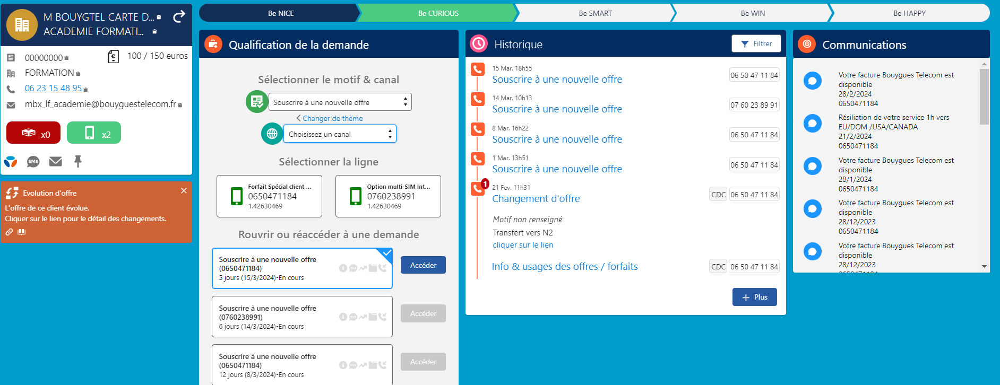 M BOUYGTEL CARTE D...
ACADEMIE FORMATI...
00000000
100 / 150 euros
FORMATION
06 23 15 48 95
mbx_lf_academie@bouyguestelecom.fr
x0
x2
SMS
Evolution d'offre
L'offre de ce client évolue.
Cliquer sur le lien pour le détail des changements.
Be NICE
Be CURIOUS
Be SMART
Be WIN
Be HAPPY
Qualification de la demande
Sélectionner le motif & canal
Souscrire à une nouvelle offre
Changer de thème
Choisissez un canal
Sélectionner la ligne
Forfait Spécial client ...
0650471184
1.42630469
Option multi-SIM Int...
0760238991
1.42630469
Rouvrir ou réaccéder à une demande
Souscrire à une nouvelle offre
(0650471184)
5 jours (15/3/2024)-En cours
Accéder
Souscrire à une nouvelle offre
(0760238991)
6 jours (14/3/2024)-En cours
Accéder
Souscrire à une nouvelle offre
(0650471184)
12 jours (8/3/2024)-En cours
Accéder
Historique
Filtrer
15 Mar. 18h55
Souscrire à une nouvelle offre
06 50 47 11 84
14 Mar. 10h13
Souscrire à une nouvelle offre
07 60 23 89 91
8 Mar. 16h22
Souscrire à une nouvelle offre
06 50 47 11 84
1 Mar. 13h51
Souscrire à une nouvelle offre
06 50 47 11 84
1
21 Fev. 11h31
Changement d'offre
CDC
06 50 47 11 84
Motif non renseigné
Transfert vers N2
cliquer sur le lien
Info & usages des offres / forfaits
CDC
06 50 47 11 84
+ Plus
Communications
Votre facture Bouygues Telecom est
disponible
28/2/2024
0650471184
Résiliation de votre service 1h vers
EU/DOM /USA/CANADA
21/2/2024
0650471184
Votre facture Bouygues Telecom est
disponible
28/1/2024
0650471184
Votre facture Bouygues Telecom est
disponible
28/12/2023
0650471184
Votre facture Bouygues Telecom est
disponible
28/12/2023
0650471184